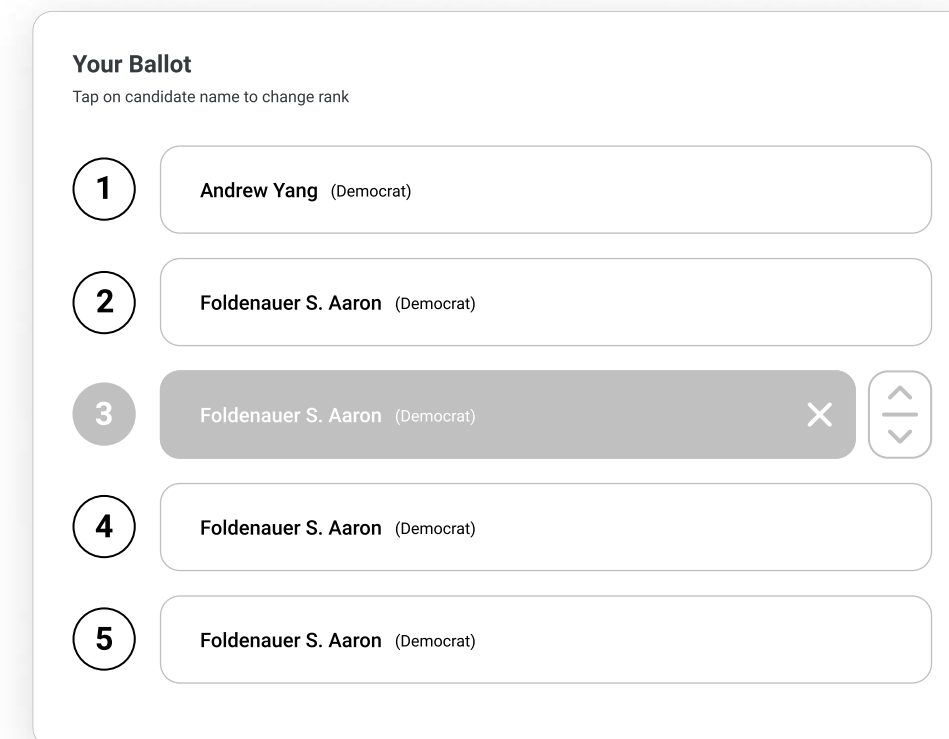 Your Ballot
Tap on candidate name to change rank
1 Andrew Yang (Democrat)
2 Foldenauer S. Aaron (Democrat)
3 Foldenauer S. Aaron (Democrat)
4 Foldenauer S. Aaron (Democrat)
5 Foldenauer S. Aaron (Democrat)